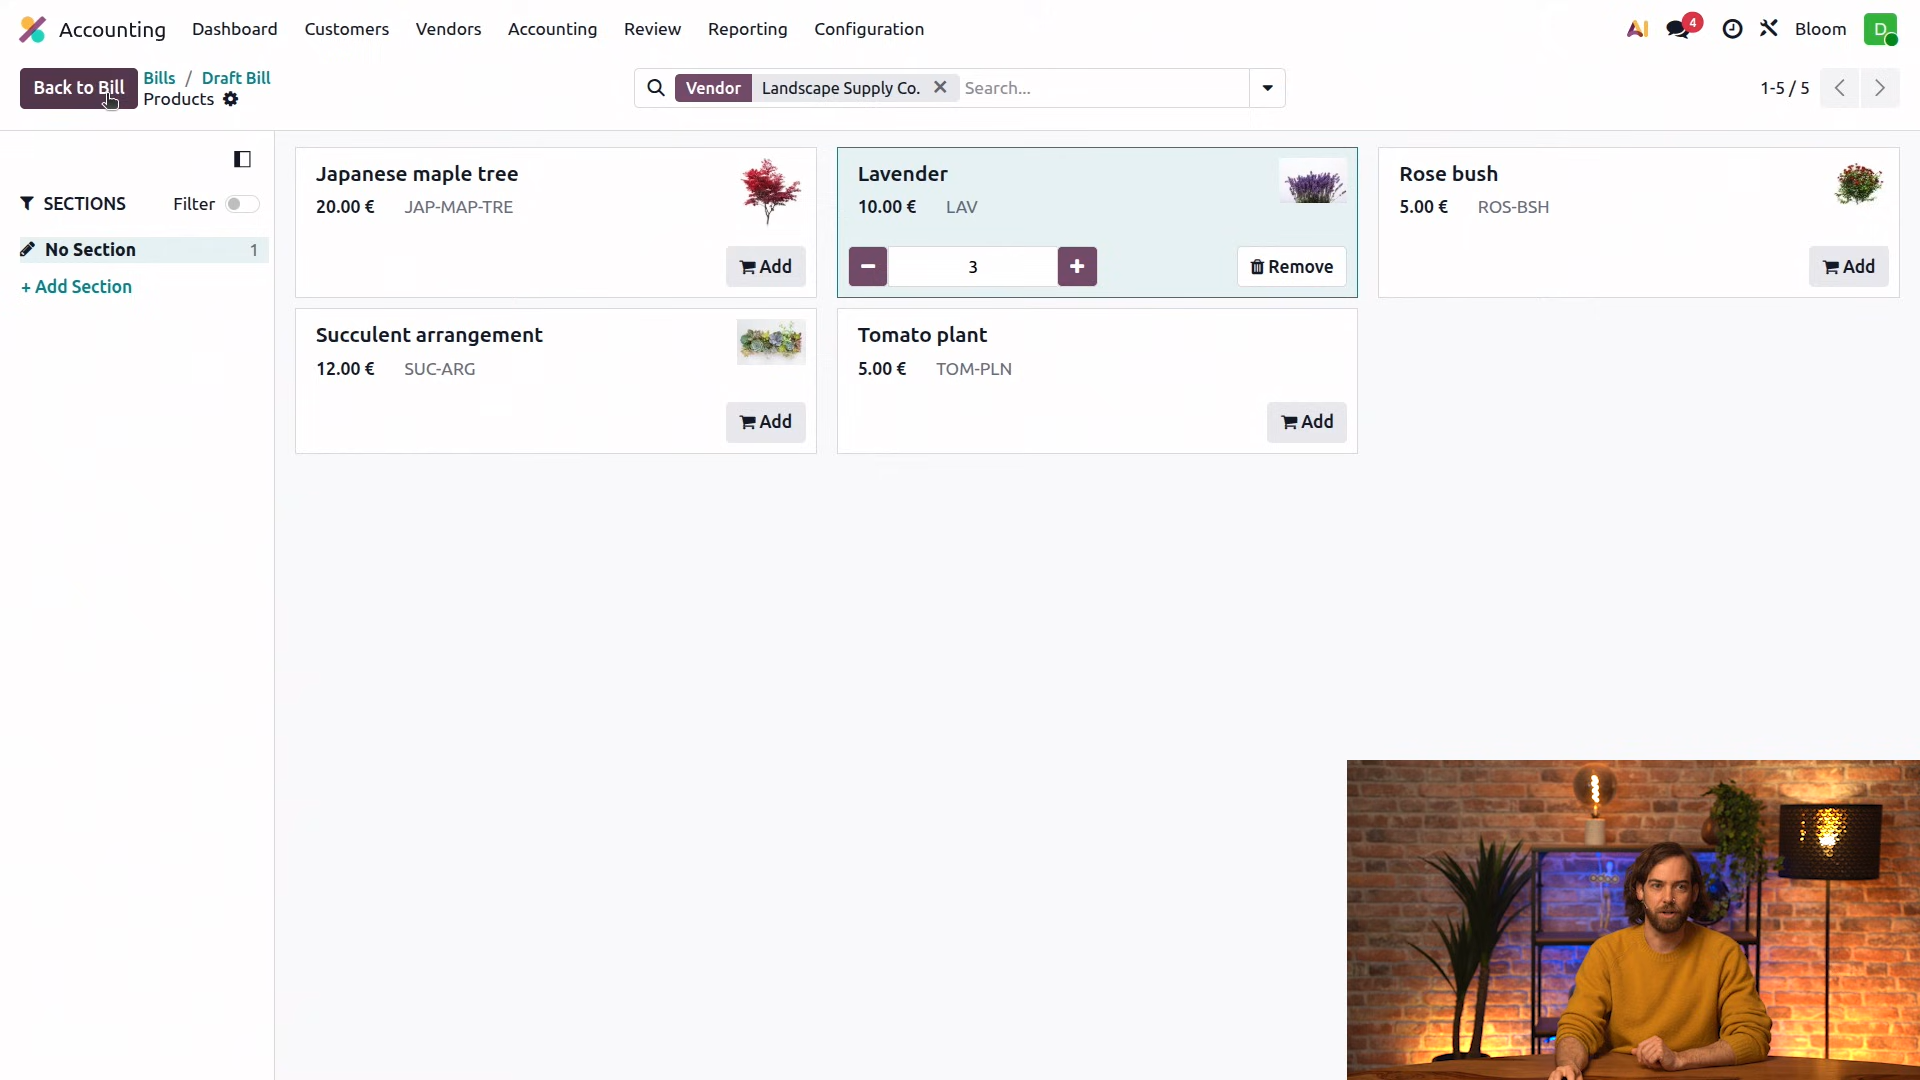 Accounting Dashboard Customers Vendors Accounting Review Reporting Configuration 4 Bloom D
Back to Bill Bills / Draft Bill
Products
Vendor Landscape Supply Co. Search... 1-5 / 5
SECTIONS Filter
No Section 1
+ Add Section
Japanese maple tree
20.00 € JAP-MAP-TRE
Add
Lavender
10.00 € LAV
3
Remove
Rose bush
5.00 € ROS-BSH
Add
Succulent arrangement
12.00 € SUC-ARG
Add
Tomato plant
5.00 € TOM-PLN
Add